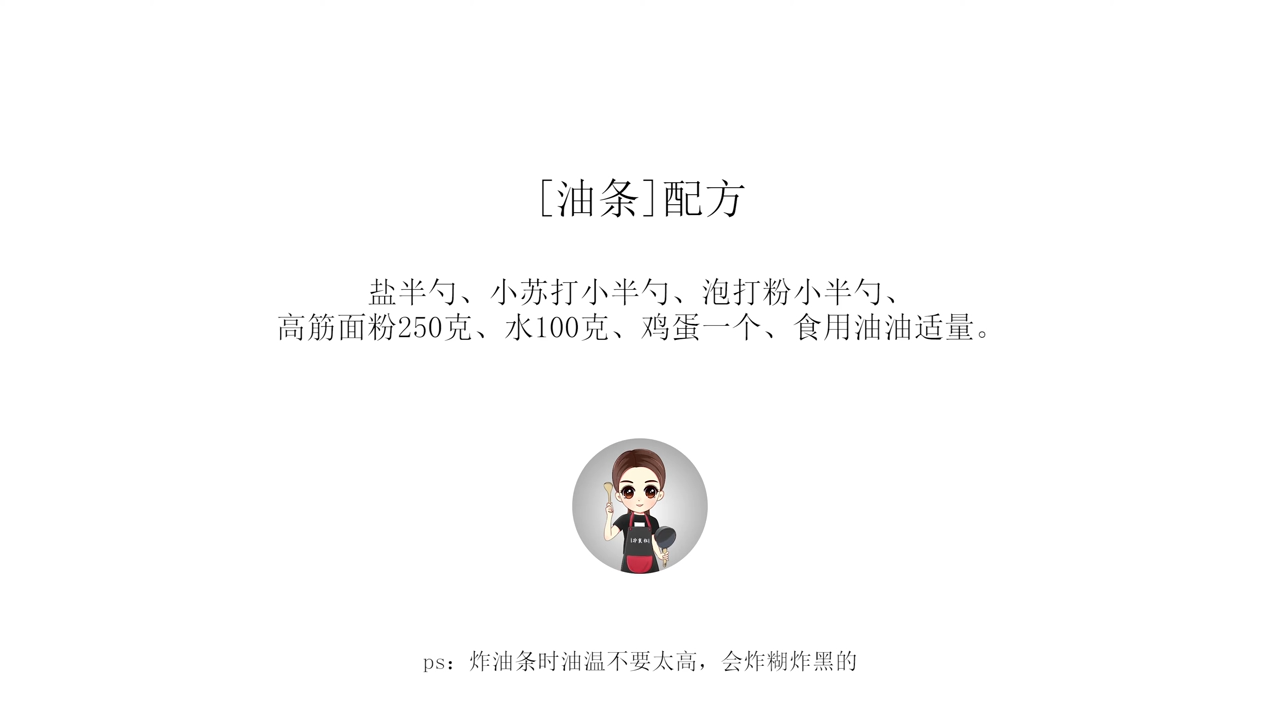 [油条]配方
盐半勺、小苏打小半勺、泡打粉小半勺、
高筋面粉250克、水100克、鸡蛋一个、食用油油适量。
ps：炸油条时油温不要太高，会炸糊炸黑的